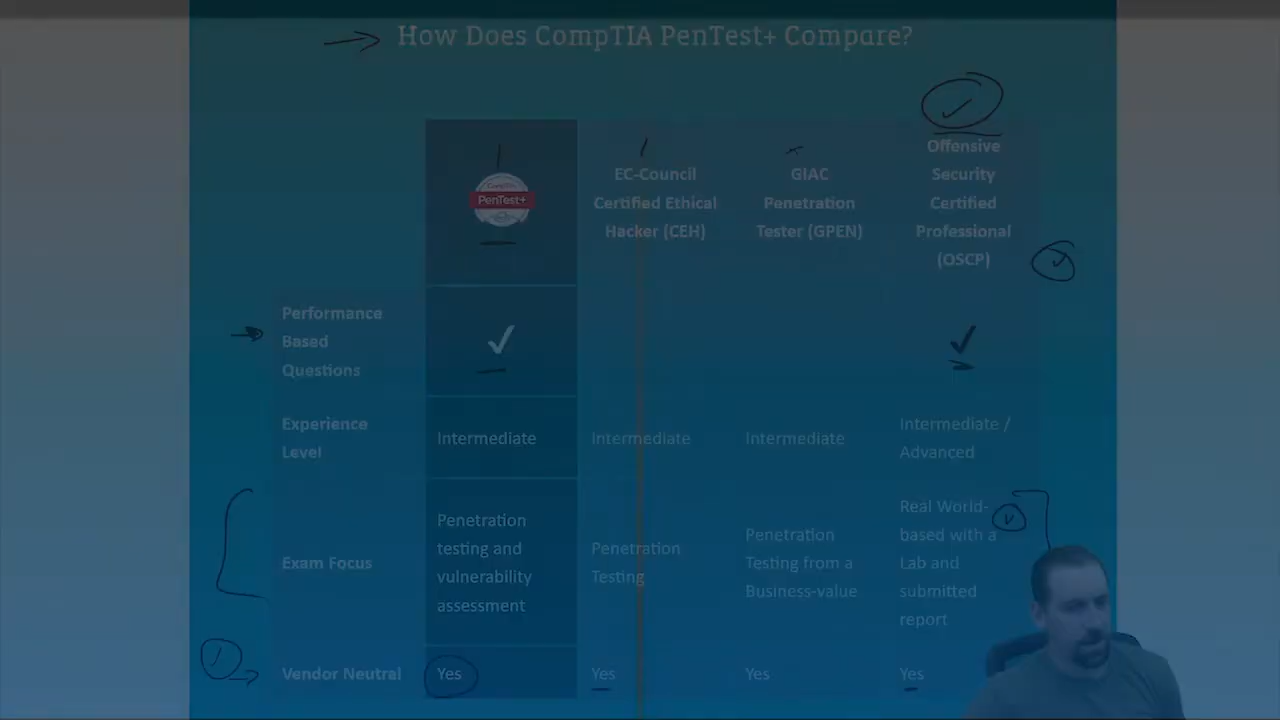 How Does CompTIA PenTest+ Compare?
CompTIA
PenTest+
EC-Council
Certified Ethical
Hacker (CEH)
GIAC
Penetration
Tester (GPEN)
Offensive
Security
Certified
Professional
(OSCP)
Performance
Based
Questions
Experience
Level
Intermediate
Intermediate
Intermediate
Intermediate /
Advanced
Exam Focus
Penetration
testing and
vulnerability
assessment
Penetration
Testing
Penetration
Testing from a
Business-value
Real World-
based with a
Lab and
submitted
report
Vendor Neutral
Yes
Yes
Yes
Yes